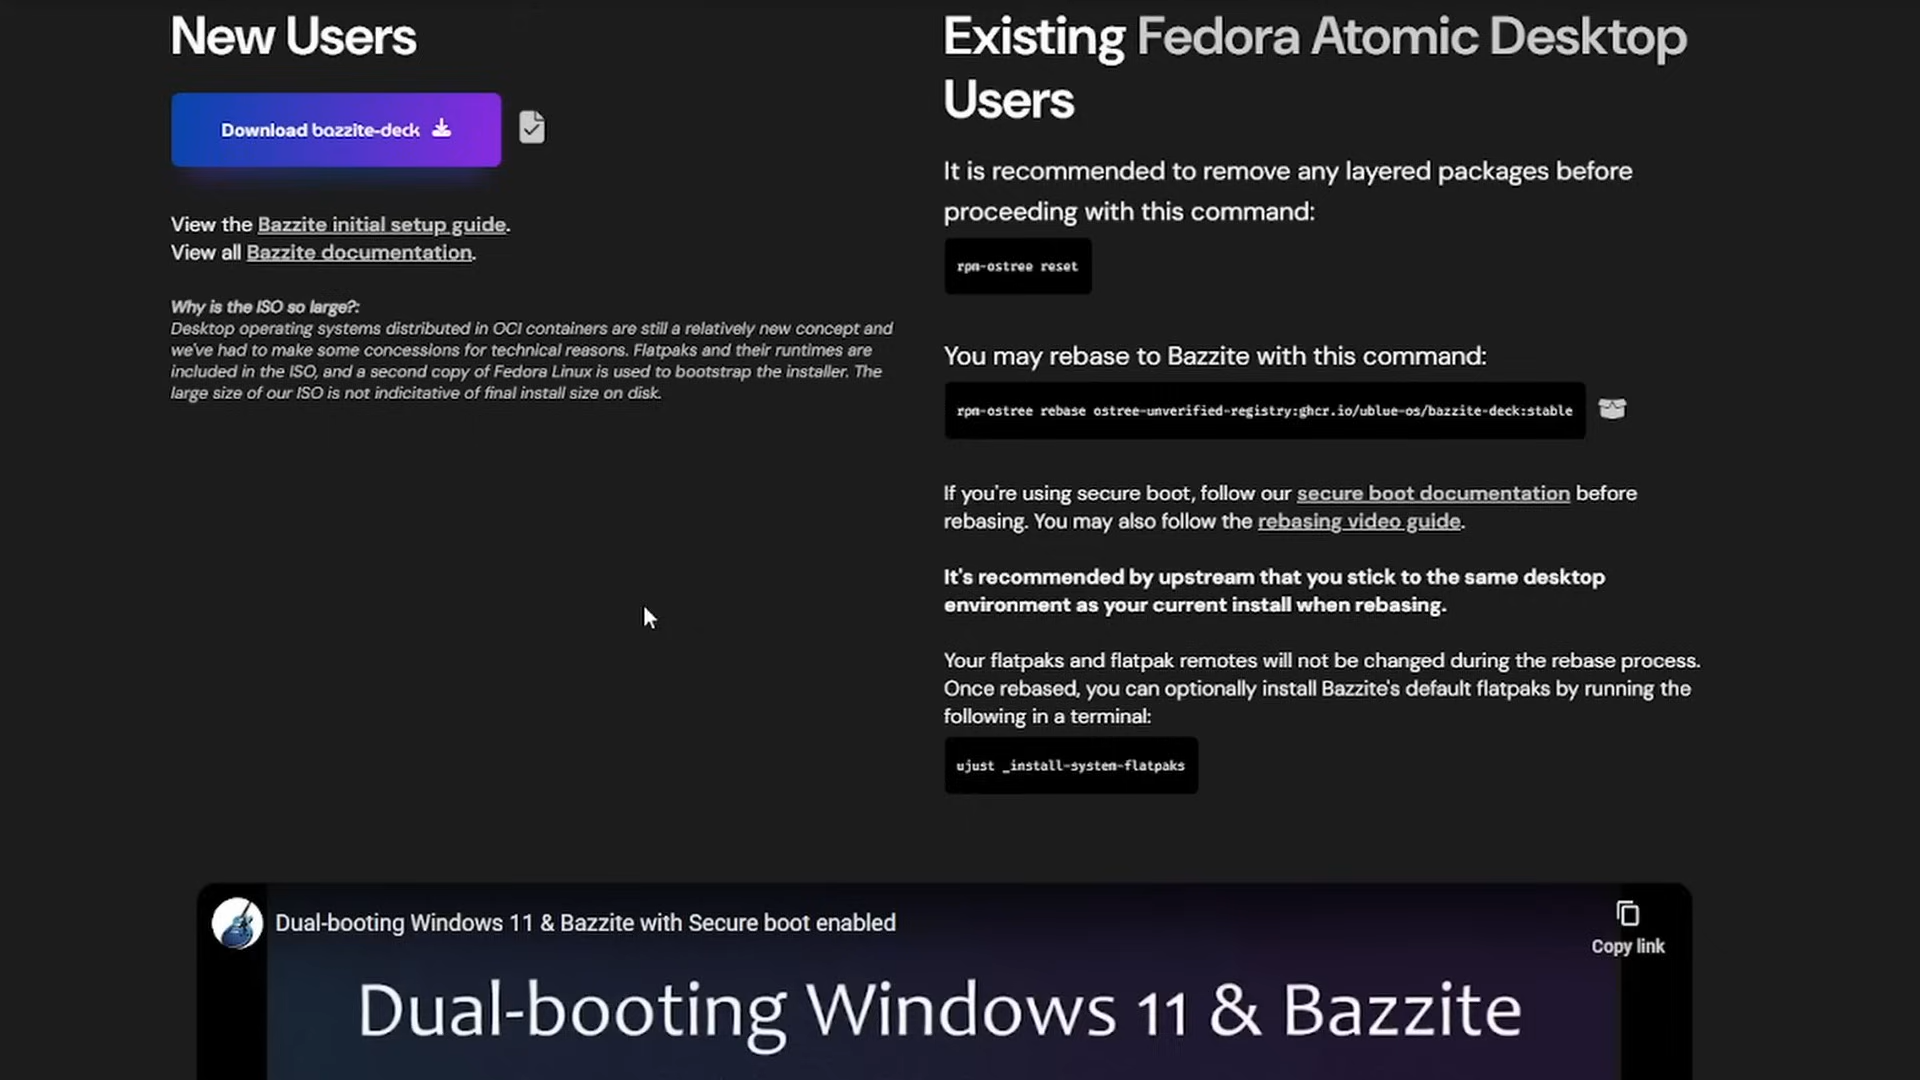 New Users
Download bazzite-deck
View the Bazzite initial setup guide.
View all Bazzite documentation.
Why is the ISO so large?:
Desktop operating systems distributed in OCI containers are still a relatively new concept and
we've had to make some concessions for technical reasons. Flatpaks and their runtimes are
included in the ISO, and a second copy of Fedora Linux is used to bootstrap the installer. The
large size of our ISO is not indicitative of final install size on disk.
Existing Fedora Atomic Desktop
Users
It is recommended to remove any layered packages before
proceeding with this command:
rpm-ostree reset
You may rebase to Bazzite with this command:
rpm-ostree rebase ostree-unverified-registry:ghcr.io/ublue-os/bazzite-deck:stable
If you're using secure boot, follow our secure boot documentation before
rebasing. You may also follow the rebasing video guide.
It's recommended by upstream that you stick to the same desktop
environment as your current install when rebasing.
Your flatpaks and flatpak remotes will not be changed during the rebase process.
Once rebased, you can optionally install Bazzite's default flatpaks by running the
following in a terminal:
ujust _install-system-flatpaks
Dual-booting Windows 11 & Bazzite with Secure boot enabled
Copy link
Dual-booting Windows 11 & Bazzite